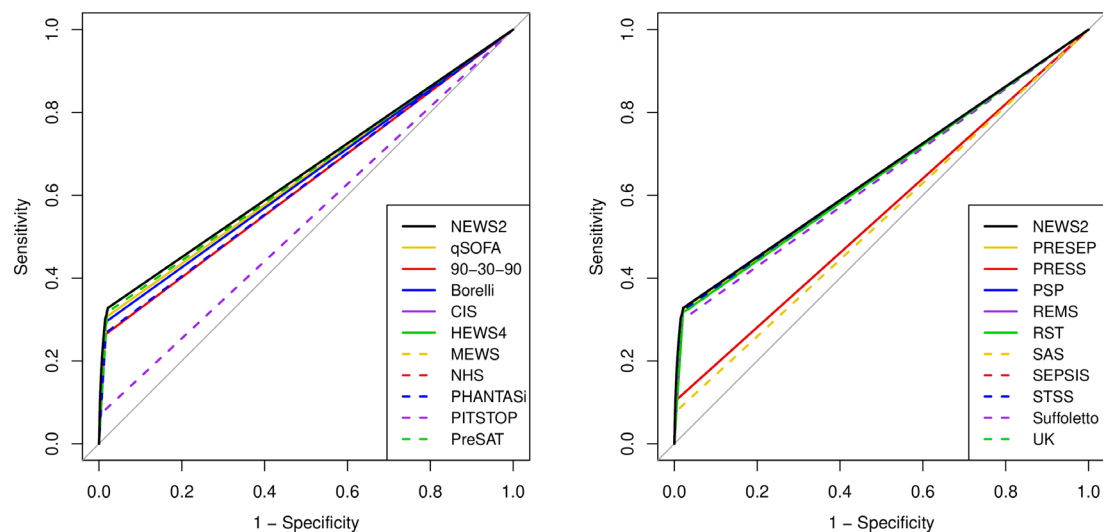 1.0
0.8
0.6
0.4
0.2
0.0
Sensitivity
NEWS2
qSOFA
90−30−90
Borelli
CIS
HEWS4
MEWS
NHS
PHANTASi
PITSTOP
PreSAT
0.0 0.2 0.4 0.6 0.8 1.0
1 − Specificity
1.0
0.8
0.6
0.4
0.2
0.0
Sensitivity
NEWS2
PRESEP
PRESS
PSP
REMS
RST
SAS
SEPSIS
STSS
Suffoletto
UK
0.0 0.2 0.4 0.6 0.8 1.0
1 − Specificity